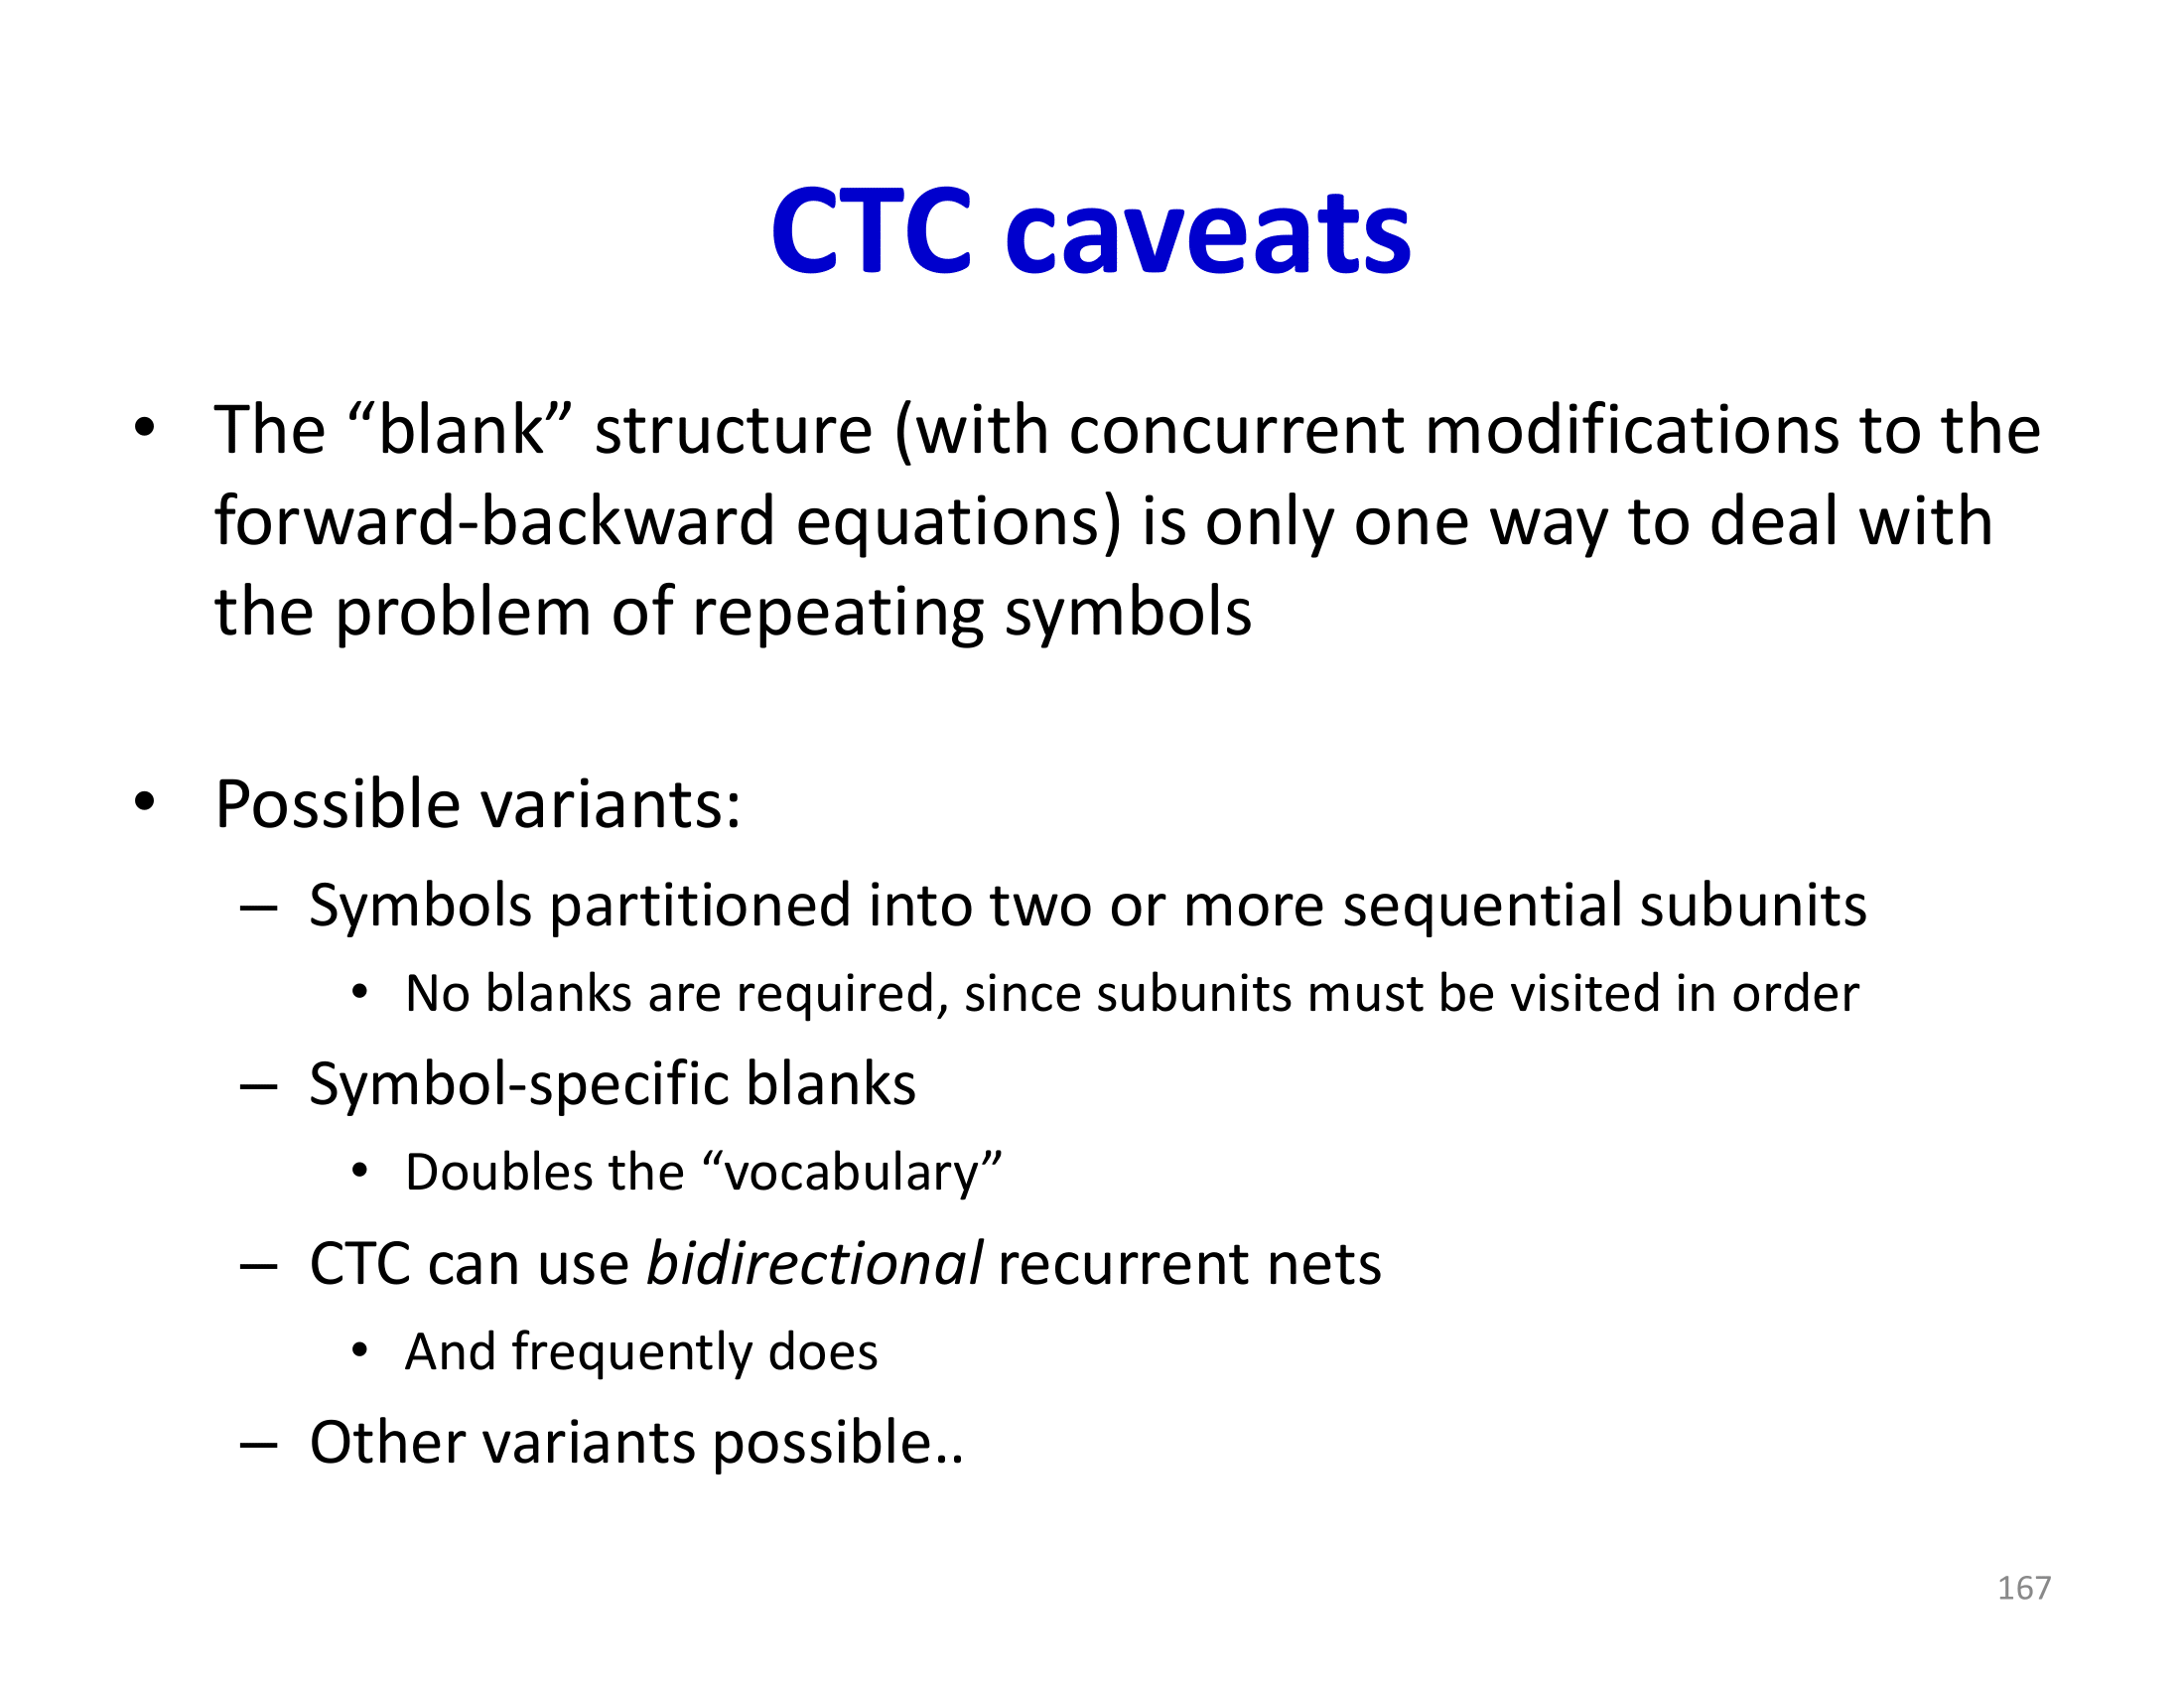 CTC caveats
• The “blank” structure (with concurrent modifications to the
forward-backward equations) is only one way to deal with
the problem of repeating symbols
• Possible variants:
– Symbols partitioned into two or more sequential subunits
• No blanks are required, since subunits must be visited in order
– Symbol-specific blanks
• Doubles the “vocabulary”
– CTC can use bidirectional recurrent nets
• And frequently does
– Other variants possible..
167